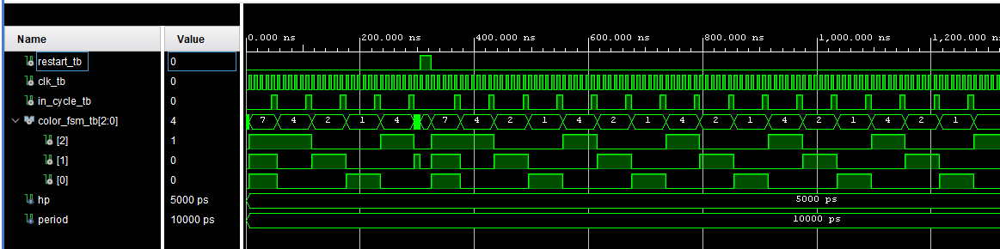 Name Value
0.000 ns 200.000 ns 400.000 ns 600.000 ns 800.000 ns 1,000.000 ns 1,200.000 ns
restart_tb 0
clk_tb 0
in_cycle_tb 0
color_fsm_tb[2:0] 4 7 4 2 1 4 7 4 2 1 4 2 1 4 2 1 4 2 1 4 2 1
[2] 1
[1] 0
[0] 0
hp 5000 ps 5000 ps
period 10000 ps 10000 ps